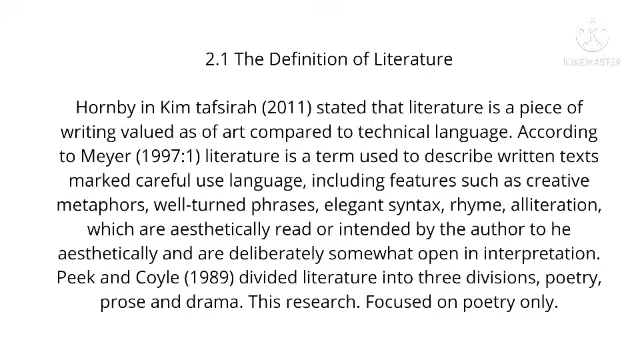 KINEMASTER
2.1 The Definition of Literature
Hornby in Kim tafsirah (2011) stated that literature is a piece of
writing valued as of art compared to technical language. According
to Meyer (1997:1) literature is a term used to describe written texts
marked careful use language, including features such as creative
metaphors, well-turned phrases, elegant syntax, rhyme, alliteration,
which are aesthetically read or intended by the author to he
aesthetically and are deliberately somewhat open in interpretation.
Peek and Coyle (1989) divided literature into three divisions, poetry,
prose and drama. This research. Focused on poetry only.